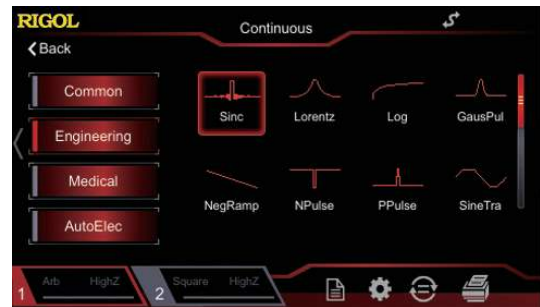 RIGOL
Continuous
Back
Common
Engineering
Medical
AutoElec
Sinc
Lorentz
Log
GausPul
NegRamp
NPulse
PPulse
SineTra
1
Arb
HighZ
2
Square
HighZ